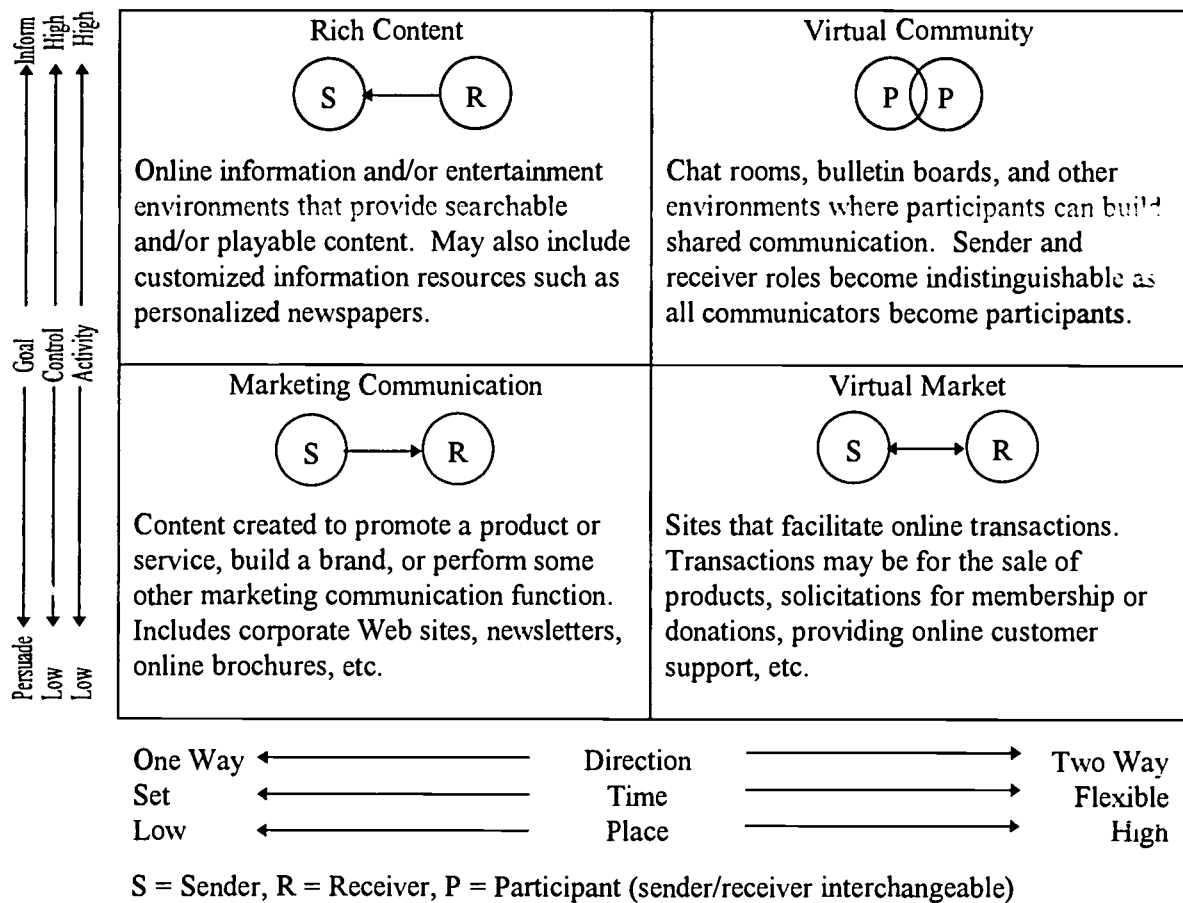 Rich Content
S R
Online information and/or entertainment
environments that provide searchable
and/or playable content. May also include
customized information resources such as
personalized newspapers.
Virtual Community
P P
Chat rooms, bulletin boards, and other
environments where participants can build
shared communication. Sender and
receiver roles become indistinguishable as
all communicators become participants.
Marketing Communication
S R
Content created to promote a product or
service, build a brand, or perform some
other marketing communication function.
Includes corporate Web sites, newsletters,
online brochures, etc.
Virtual Market
S R
Sites that facilitate online transactions.
Transactions may be for the sale of
products, solicitations for membership or
donations, providing online customer
support, etc.
Inform Goal Persuade
High Control Low
High Activity Low
One Way Direction Two Way
Set Time Flexible
Low Place High
S = Sender, R = Receiver, P = Participant (sender/receiver interchangeable)